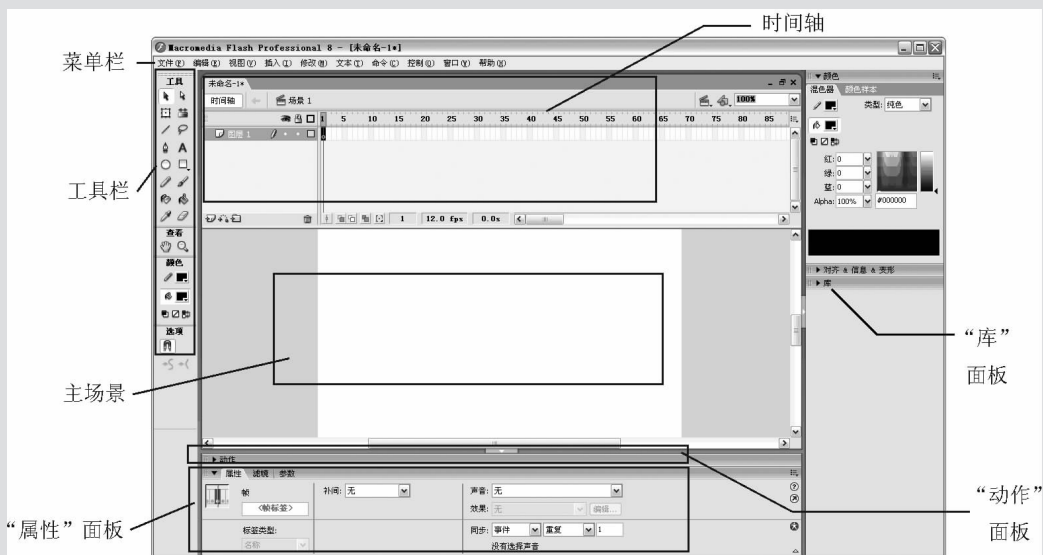 时间轴
Macromedia Flash Professional 8 - [未命名-1*]
菜单栏
文件(F) 编辑(E) 视图(V) 插入(I) 修改(M) 文本(T) 命令(C) 控制(O) 窗口(W) 帮助(H)
工具
未命名-1*
颜色
混色器 颜色样本
时间轴 场景 1 100%
类型: 纯色
1 5 10 15 20 25 30 35 40 45 50 55 60 65 70 75 80 85
图层 1
A
工具栏
红: 0
绿: 0
蓝: 0
Alpha: 100% #000000
1 12.0 fps 0.0s
查看
颜色
对齐 & 信息 & 变形
库
选项
“库”
面板
主场景
动作
属性 滤镜 参数
帧 补间: 无 声音: 无
<帧标签> 效果: 无 编辑...
标签类型: 同步: 事件 重复 1
名称 没有选择声音
“属性”面板
“动作”
面板